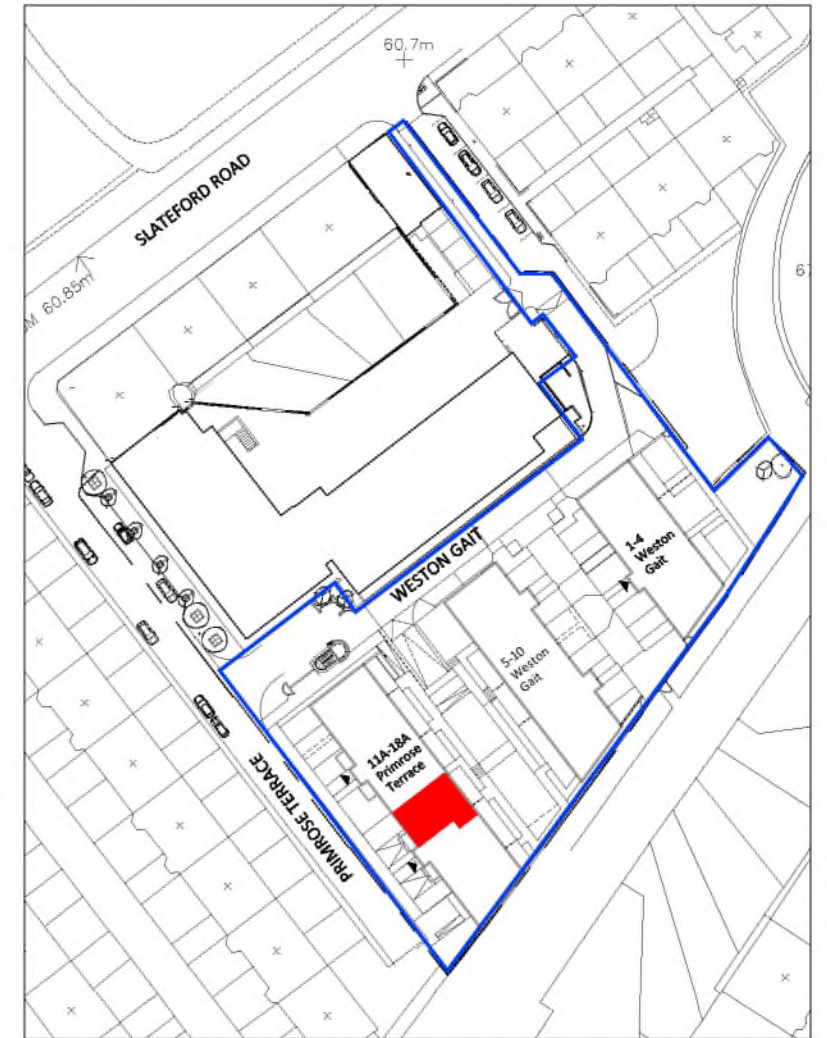 60.7m
SLATEFORD ROAD
M 60.85m
6
WESTON GAIT
1-4
Weston
Gait
5-10
Weston
Gait
11A-18A
Primrose
Terrace
PRIMROSE TERRACE